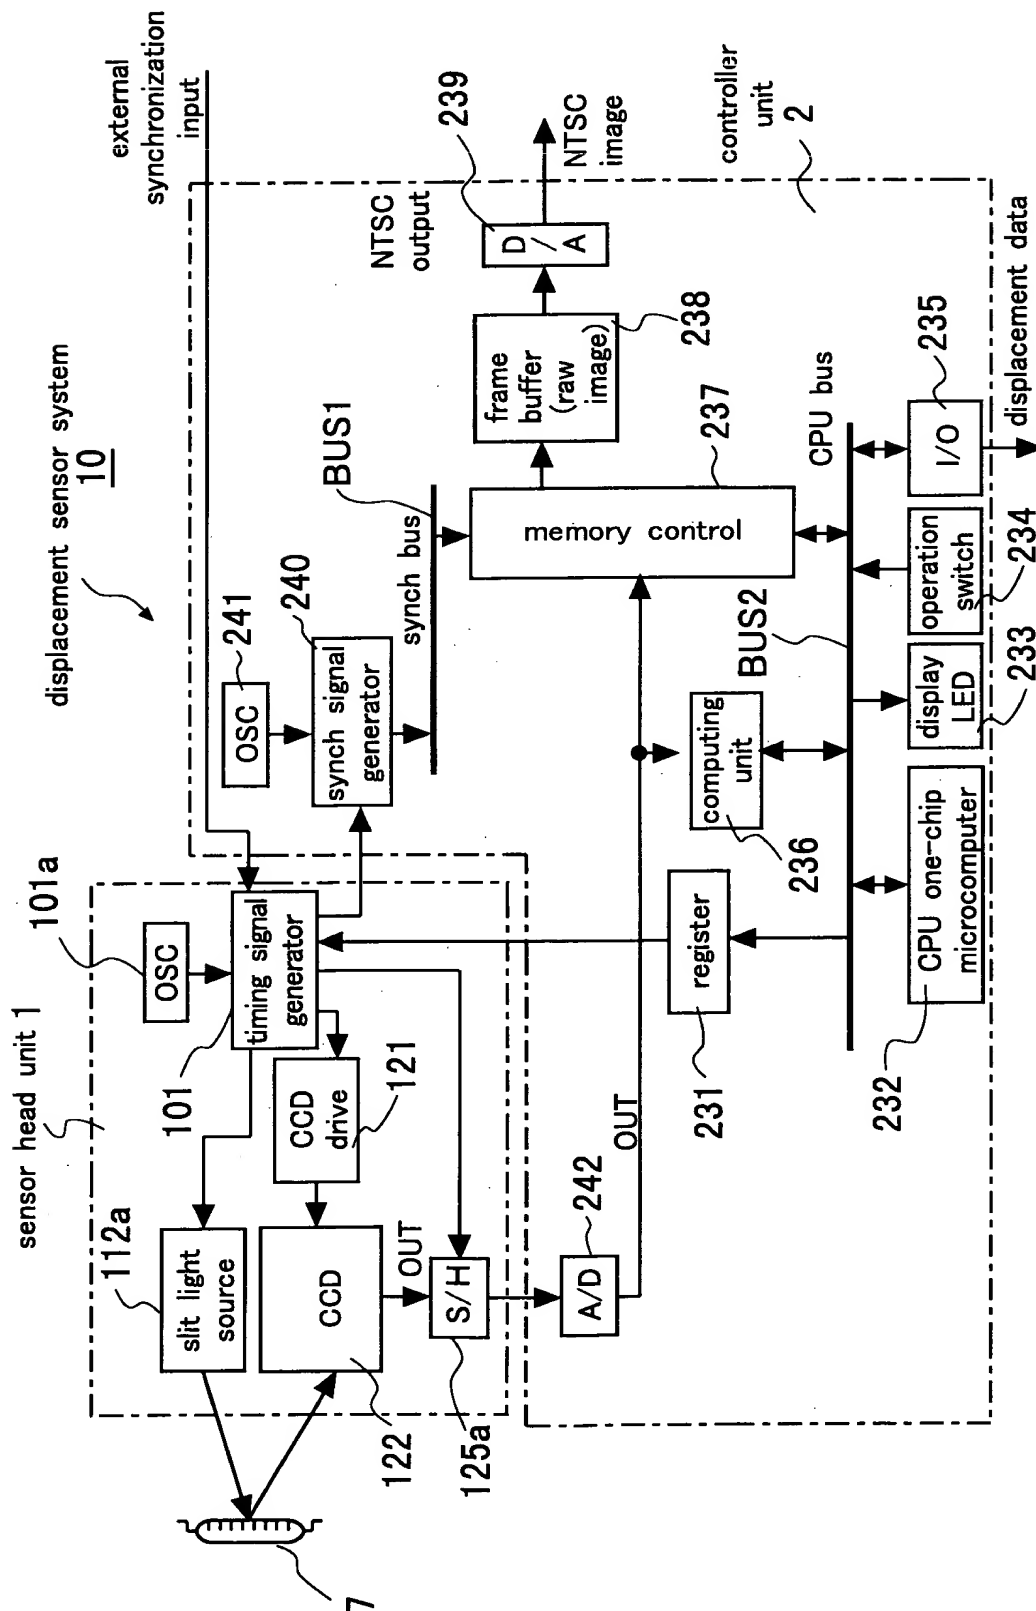 displacement sensor system
10
external
synchronization
input
sensor head unit 1
101a
OSC
241
OSC
timing signal
generator
101
112a
slit light
source
CCD
drive
121
CCD
122
OUT
S/H
125a
7
240
synch signal
generator
synch bus
BUS1
NTSC
output
239
D/A
NTSC
image
frame
buffer
(raw
image)
238
controller
unit
2
memory control
237
A/D
242
OUT
register
231
computing
unit
236
BUS2
CPU bus
CPU one-chip
microcomputer
232
display
LED
233
operation
switch
234
I/O
235
displacement data